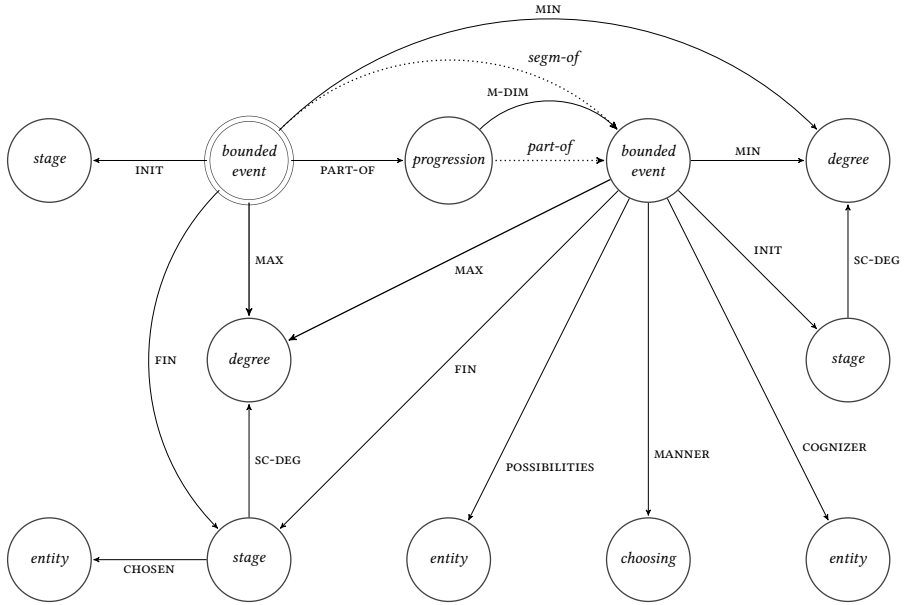 MIN
segm-of
M-DIM
stage
INIT
bounded
event
PART-OF
progression
part-of
bounded
event
MIN
degree
MAX
MAX
INIT
SC-DEG
FIN
degree
FIN
stage
SC-DEG
POSSIBILITIES
MANNER
COGNIZER
entity
CHOSEN
stage
entity
choosing
entity